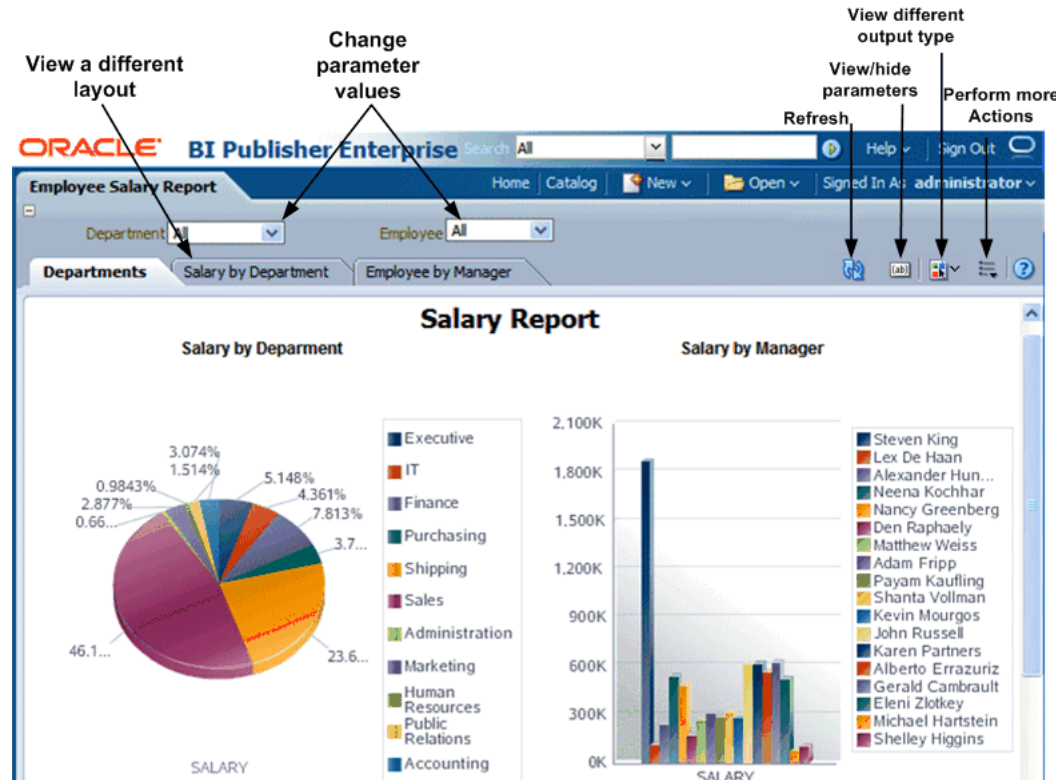 View different
output type
Change
parameter
values
View a different
layout
View/hide
parameters
Perform more
Actions
Refresh
ORACLE BI Publisher Enterprise Search All Help Sign Out
Employee Salary Report Home Catalog New Open Signed In As administrator
Department All Employee All
Departments Salary by Department Employee by Manager (ab) ?
Salary Report
Salary by Deparment
3.074%
1.514%
0.9843%
2.877%
0.66...
5.148%
4.361%
7.813%
3.7...
46.1...
23.6...
SALARY
Executive
IT
Finance
Purchasing
Shipping
Sales
Administration
Marketing
Human
Resources
Public
Relations
Accounting
Salary by Manager
2,100K
1,800K
1,500K
1,200K
900K
600K
300K
0K
SALARY
Steven King
Lex De Haan
Alexander Hun...
Neena Kochhar
Nancy Greenberg
Den Raphaely
Matthew Weiss
Adam Fripp
Payam Kaufling
Shanta Vollman
Kevin Mourgos
John Russell
Karen Partners
Alberto Errazuriz
Gerald Cambrault
Eleni Zlotkey
Michael Hartstein
Shelley Higgins